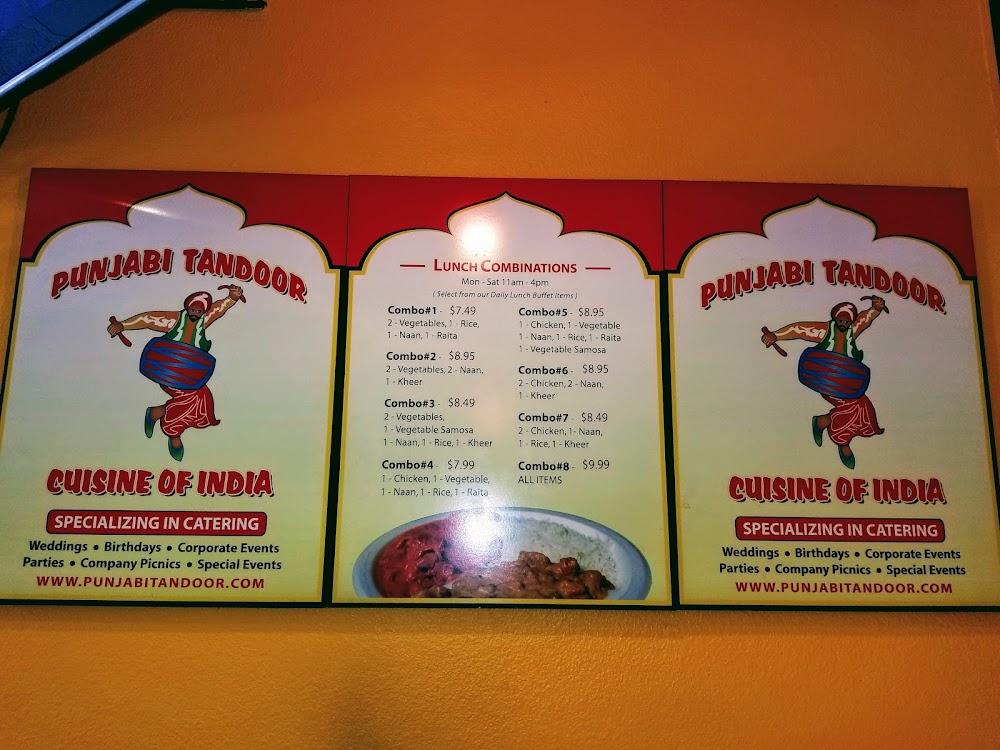 PUNJABI TANDOOR
CUISINE OF INDIA
SPECIALIZING IN CATERING
Weddings • Birthdays • Corporate Events
Parties • Company Picnics • Special Events
WWW.PUNJABITANDOOR.COM
LUNCH COMBINATIONS
Mon - Sat 11am - 4pm
( Select from our Daily Lunch Buffet Items )
Combo#1 - $7.49
2 - Vegetables, 1 - Rice,
1 - Naan, 1 - Raita
Combo#2 - $8.95
2 - Vegetables, 2 - Naan,
1 - Kheer
Combo#3 - $8.49
2 - Vegetables,
1 - Vegetable Samosa
1 - Naan, 1 - Rice, 1 - Kheer
Combo#4 - $7.99
1 - Chicken, 1 - Vegetable,
1 - Naan, 1 - Rice, 1 - Raita
Combo#5 - $8.95
1 - Chicken, 1 - Vegetable
1 - Naan, 1 - Rice, 1 - Raita
1 - Vegetable Samosa
Combo#6 - $8.95
2 - Chicken, 2 - Naan,
1 - Kheer
Combo#7 - $8.49
2 - Chicken, 1 - Naan,
1 - Rice, 1 - Kheer
Combo#8 - $9.99
ALL ITEMS
PUNJABI TANDOOR
CUISINE OF INDIA
SPECIALIZING IN CATERING
Weddings • Birthdays • Corporate Events
Parties • Company Picnics • Special Events
WWW.PUNJABITANDOOR.COM